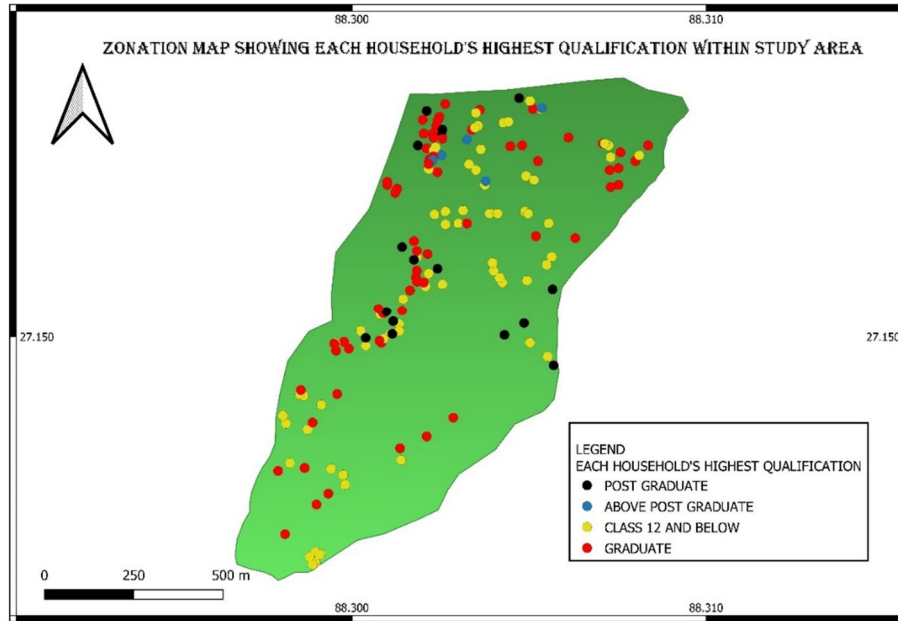 88.300 88.310
ZONATION MAP SHOWING EACH HOUSEHOLD'S HIGHEST QUALIFICATION WITHIN STUDY AREA
27.150 27.150
LEGEND
EACH HOUSEHOLD'S HIGHEST QUALIFICATION
POST GRADUATE
ABOVE POST GRADUATE
CLASS 12 AND BELOW
GRADUATE
0 250 500 m
88.300 88.310